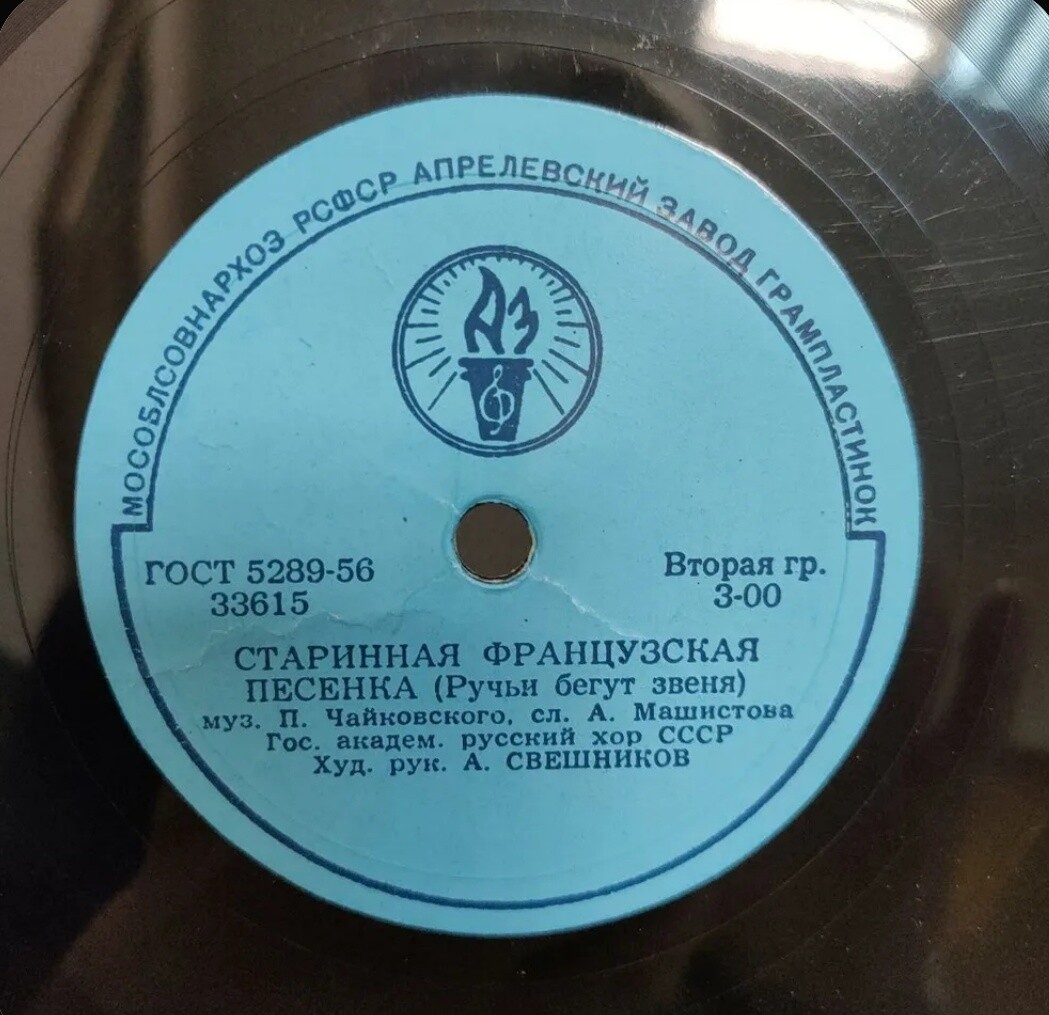 МОСОБЛСОВНАРХОЗ РСФСР АПРЕЛЕВСКИЙ ЗАВОД ГРАМПЛАСТИНОК
АЗ
ГОСТ 5289-56
33615
Вторая гр.
3-00
СТАРИННАЯ ФРАНЦУЗСКАЯ
ПЕСЕНКА (Ручьи бегут звеня)
муз. П. Чайковского, сл. А. Машистова
Гос. академ. русский хор СССР
Худ. рук. А. СВЕШНИКОВ